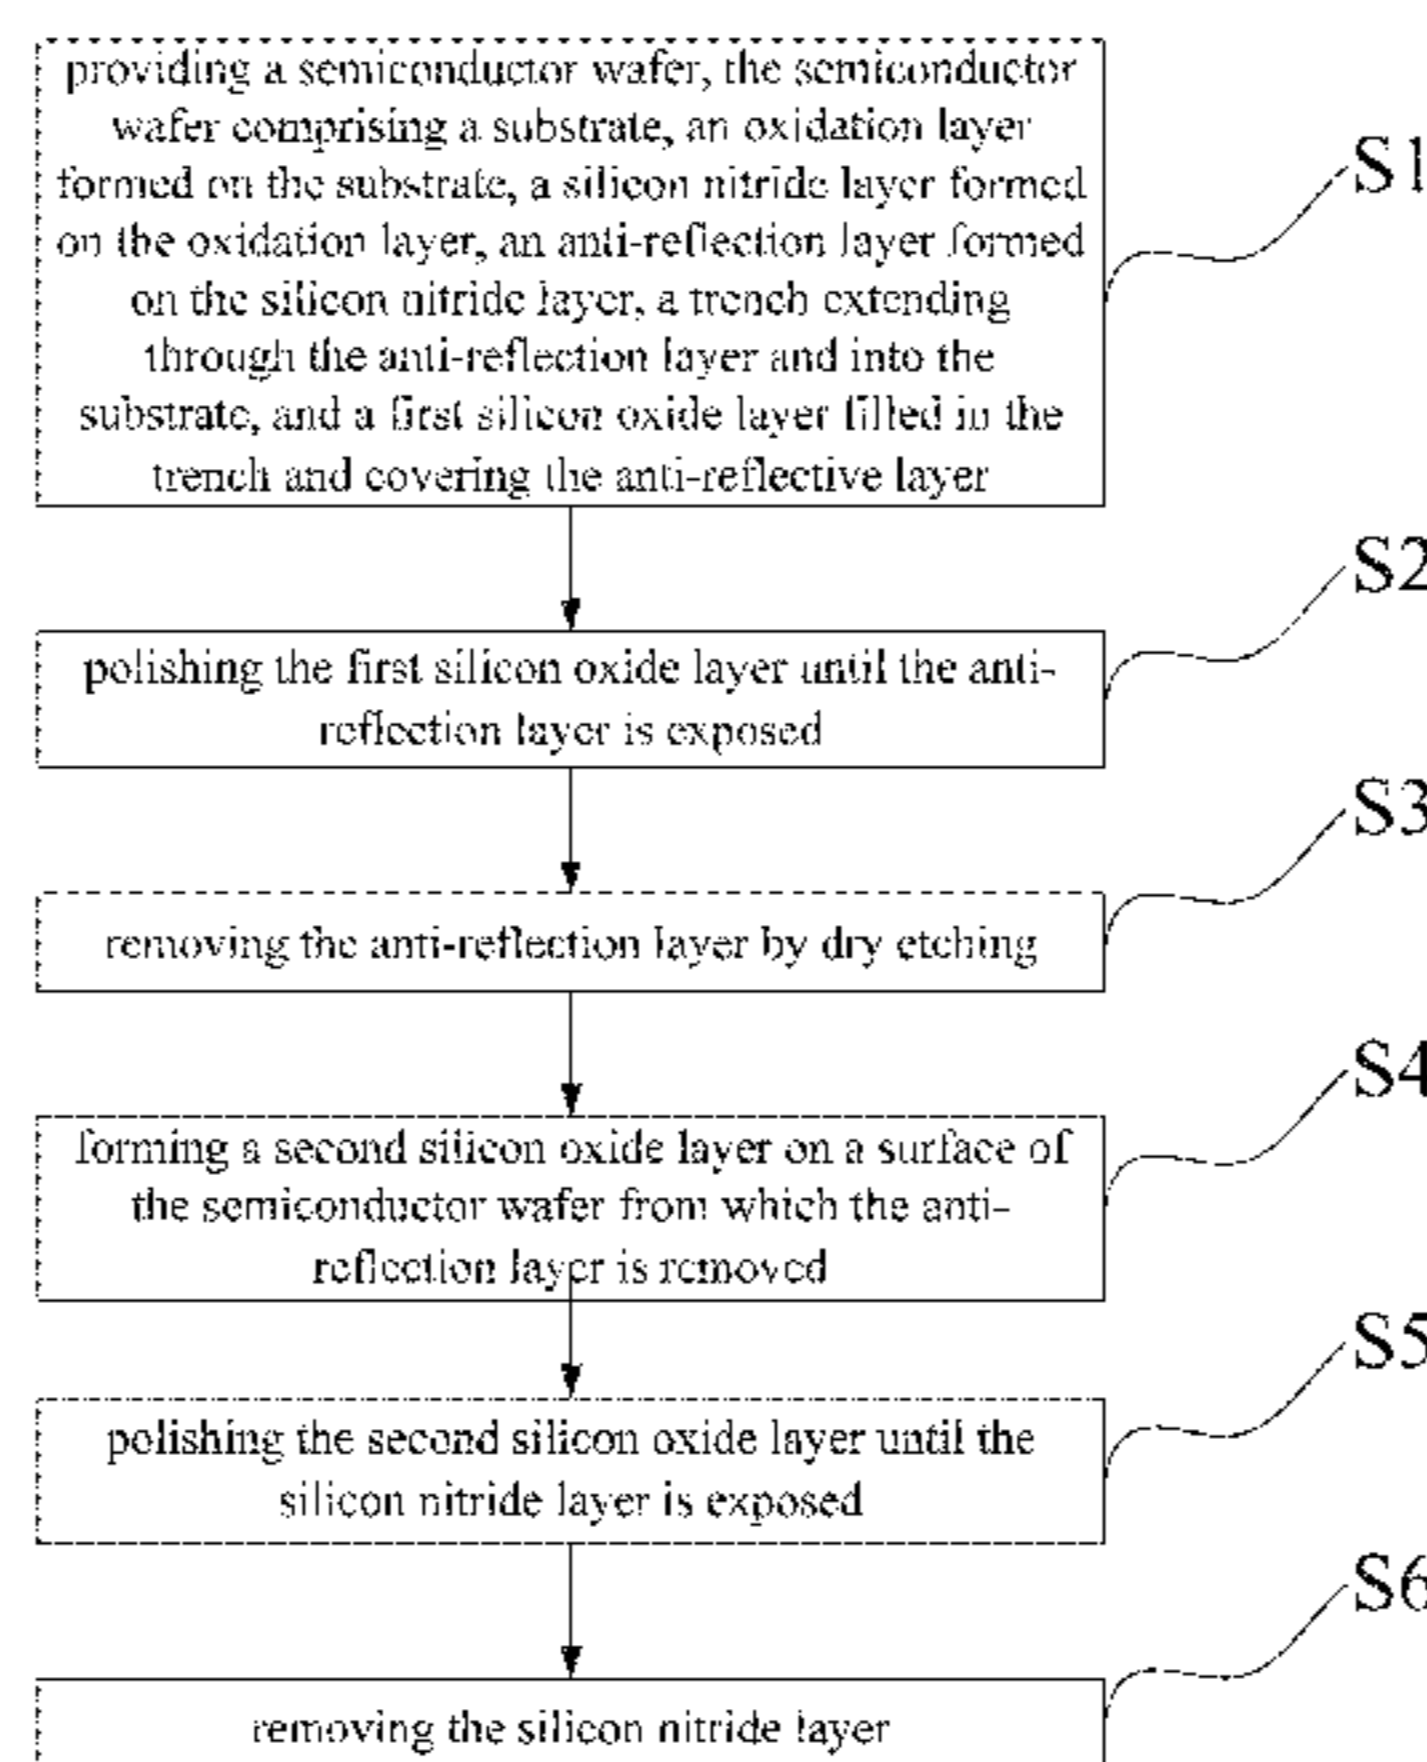 providing a semiconductor wafer, the semiconductor
wafer comprising a substrate, an oxidation layer
formed on the substrate, a silicon nitride layer formed
on the oxidation layer, an anti-reflection layer formed
on the silicon nitride layer, a trench extending
through the anti-reflection layer and into the
substrate, and a first silicon oxide layer filled in the
trench and covering the anti-reflective layer
S1
polishing the first silicon oxide layer until the anti-
reflection layer is exposed
S2
removing the anti-reflection layer by dry etching
S3
forming a second silicon oxide layer on a surface of
the semiconductor wafer from which the anti-
reflection layer is removed
S4
polishing the second silicon oxide layer until the
silicon nitride layer is exposed
S5
removing the silicon nitride layer
S6